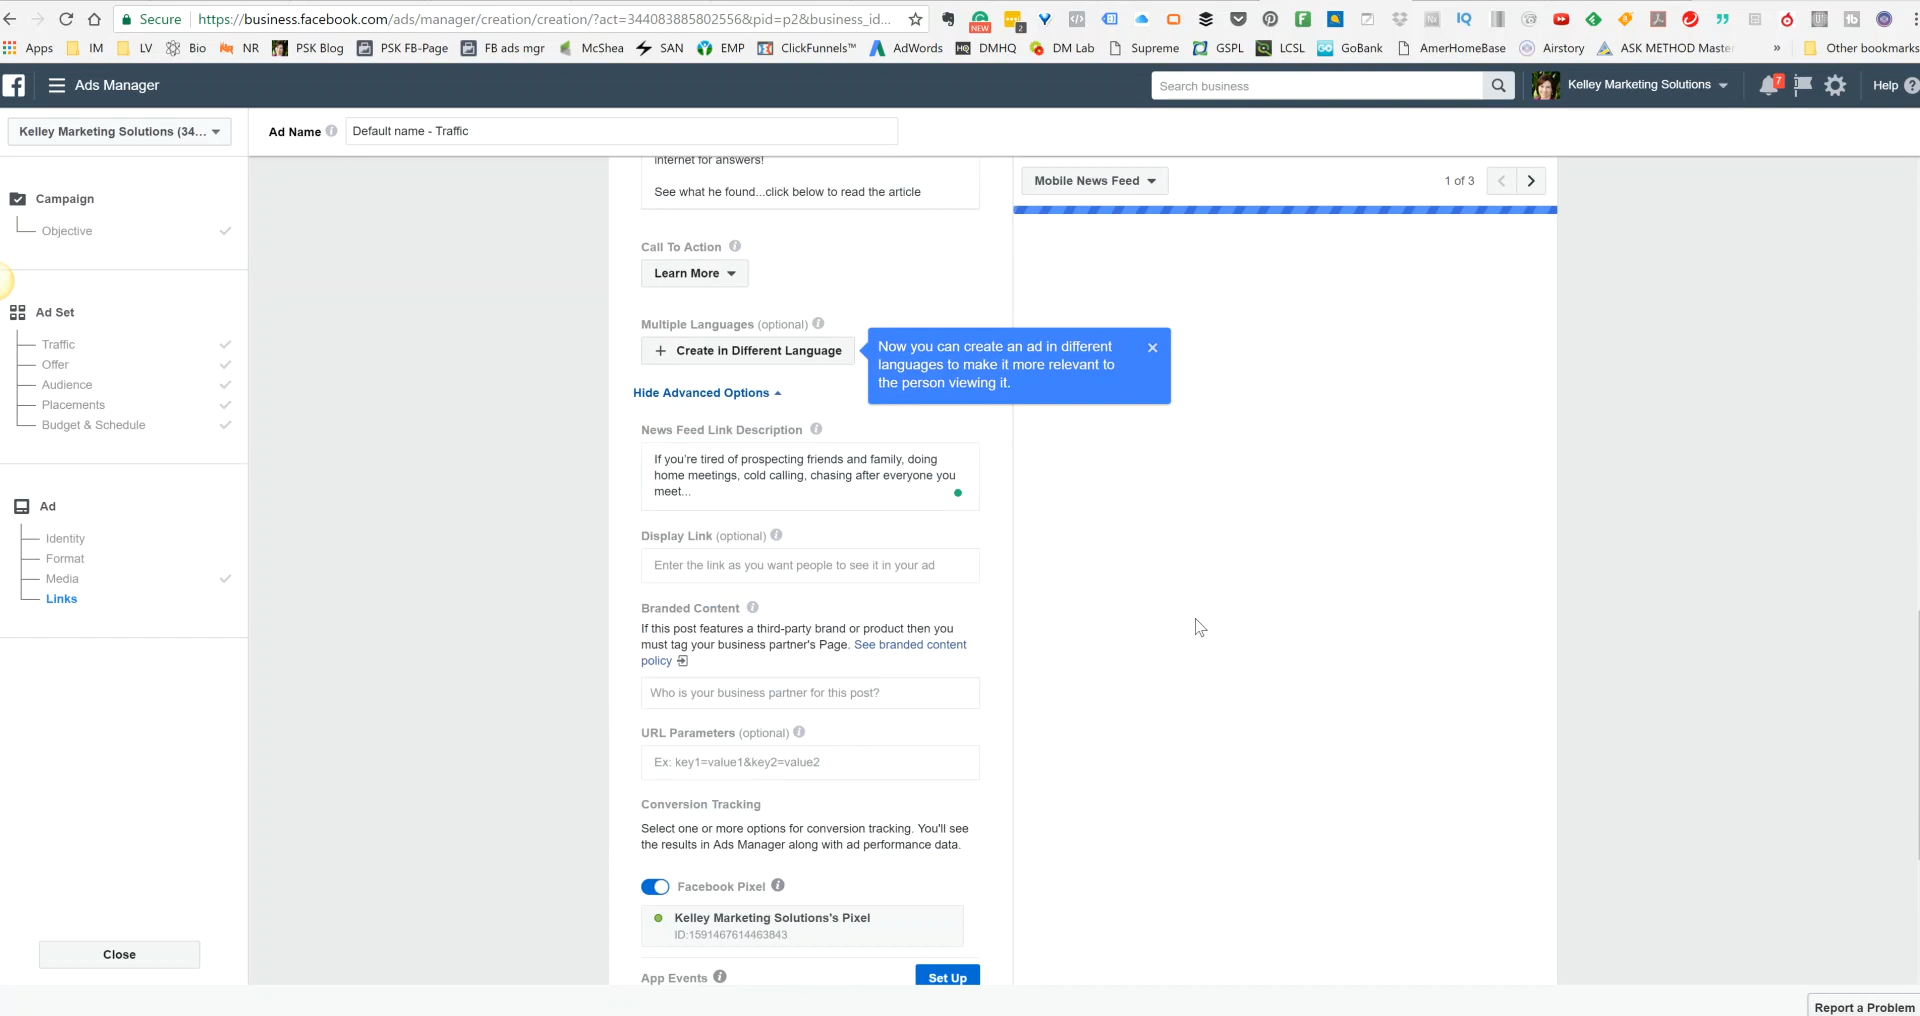 Secure https://business.facebook.com/ads/manager/creation/creation/?act=344083885802556&pid=p2&business_id...
NEW 2 IQ
Apps IM LV Bio NR PSK Blog PSK FB-Page FB ads mgr McShea SAN EMP ClickFunnels™ AdWords DMHQ DM Lab Supreme GSPL LCSL GoBank AmerHomeBase Airstory ASK METHOD Maste » Other bookmarks
Ads Manager Search business Kelley Marketing Solutions 7 Help
Kelley Marketing Solutions (34... Ad Name Default name - Traffic
internet for answers!
See what he found...click below to read the article
Mobile News Feed 1 of 3
Campaign
Objective
Call To Action
Learn More
Ad Set
Traffic
Offer
Audience
Placements
Budget & Schedule
Multiple Languages (optional)
+ Create in Different Language
Now you can create an ad in different
languages to make it more relevant to
the person viewing it.
Hide Advanced Options
News Feed Link Description
If you're tired of prospecting friends and family, doing
home meetings, cold calling, chasing after everyone you
meet...
Ad
Identity
Format
Media
Links
Display Link (optional)
Enter the link as you want people to see it in your ad
Branded Content
If this post features a third-party brand or product then you
must tag your business partner's Page. See branded content
policy
Who is your business partner for this post?
URL Parameters (optional)
Ex: key1=value1&key2=value2
Conversion Tracking
Select one or more options for conversion tracking. You'll see
the results in Ads Manager along with ad performance data.
Facebook Pixel
Kelley Marketing Solutions's Pixel
ID:1591467614463843
App Events Set Up
Close
Report a Problem